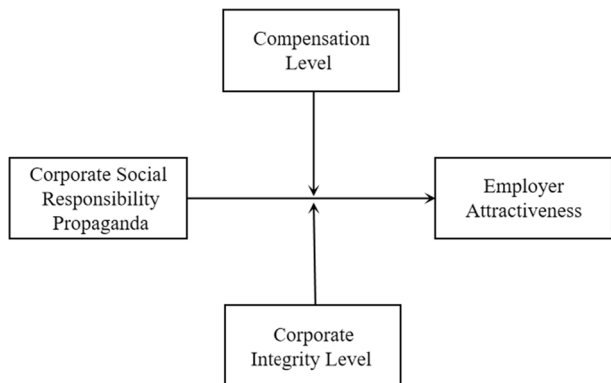 Compensation
Level
Corporate Social
Responsibility
Propaganda
Employer
Attractiveness
Corporate
Integrity Level